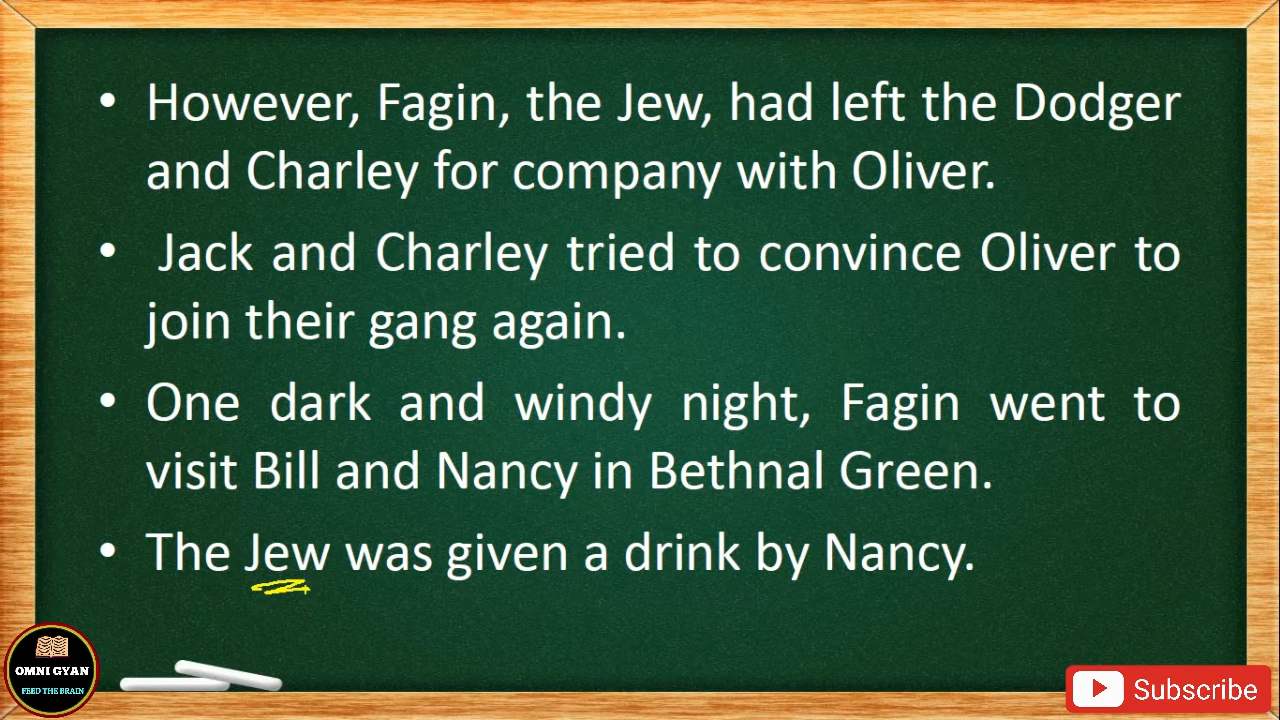 • However, Fagin, the Jew, had left the Dodger
and Charley for company with Oliver.
• Jack and Charley tried to convince Oliver to
join their gang again.
• One dark and windy night, Fagin went to
visit Bill and Nancy in Bethnal Green.
• The Jew was given a drink by Nancy.
OMNI GYAN
FEED THE BRAIN
Subscribe